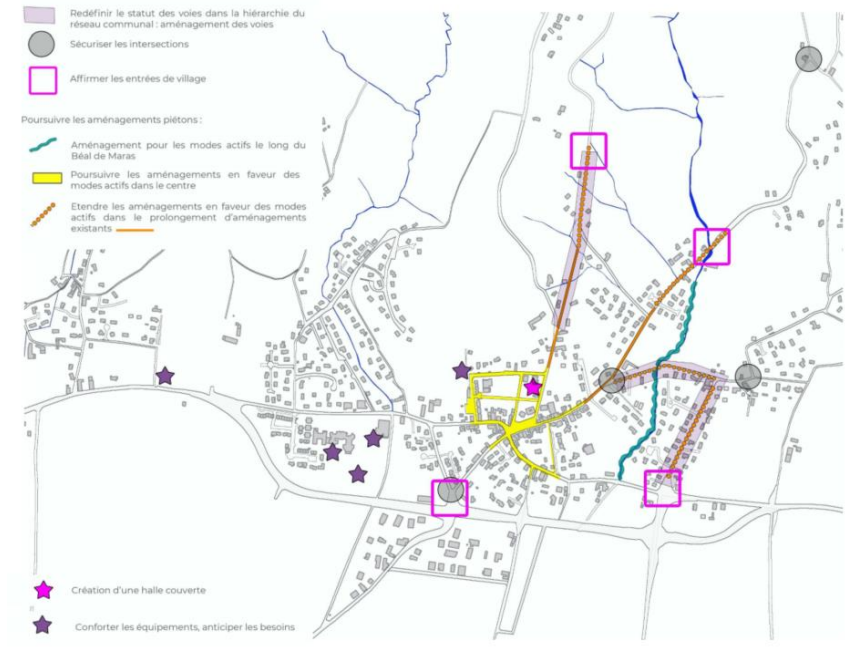 Redéfinir le statut des voies dans la hiérarchie du
réseau communal : aménagement des voies
Sécuriser les intersections
Affirmer les entrées de village
Poursuivre les aménagements piétons :
Aménagement pour les modes actifs le long du
Béal de Maras
Poursuivre les aménagements en faveur des
modes actifs dans le centre
Etendre les aménagements en faveur des modes
actifs dans le prolongement d'aménagements
existants
Création d'une halle couverte
Conforter les équipements, anticiper les besoins